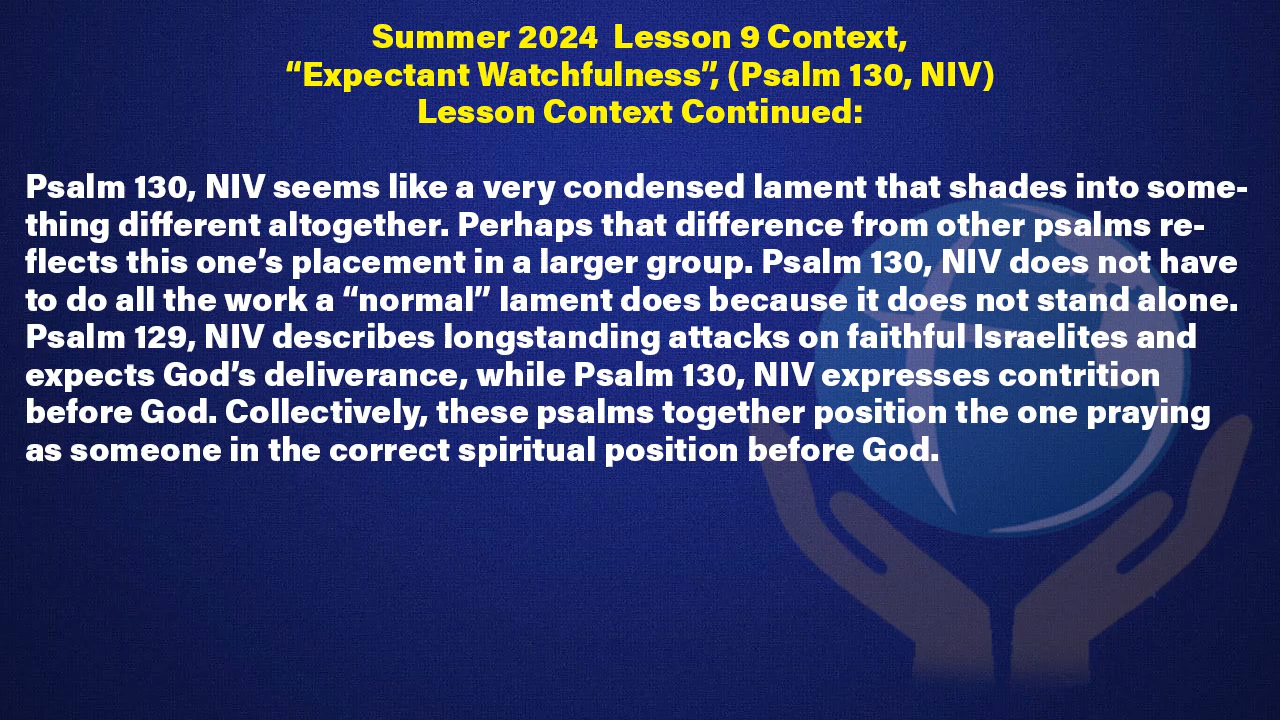 Summer 2024  Lesson 9 Context,
“Expectant Watchfulness”, (Psalm 130, NIV)
Lesson Context Continued:
Psalm 130, NIV seems like a very condensed lament that shades into some-
thing different altogether. Perhaps that difference from other psalms re-
flects this one’s placement in a larger group. Psalm 130, NIV does not have
to do all the work a “normal” lament does because it does not stand alone.
Psalm 129, NIV describes longstanding attacks on faithful Israelites and
expects God’s deliverance, while Psalm 130, NIV expresses contrition
before God. Collectively, these psalms together position the one praying
as someone in the correct spiritual position before God.